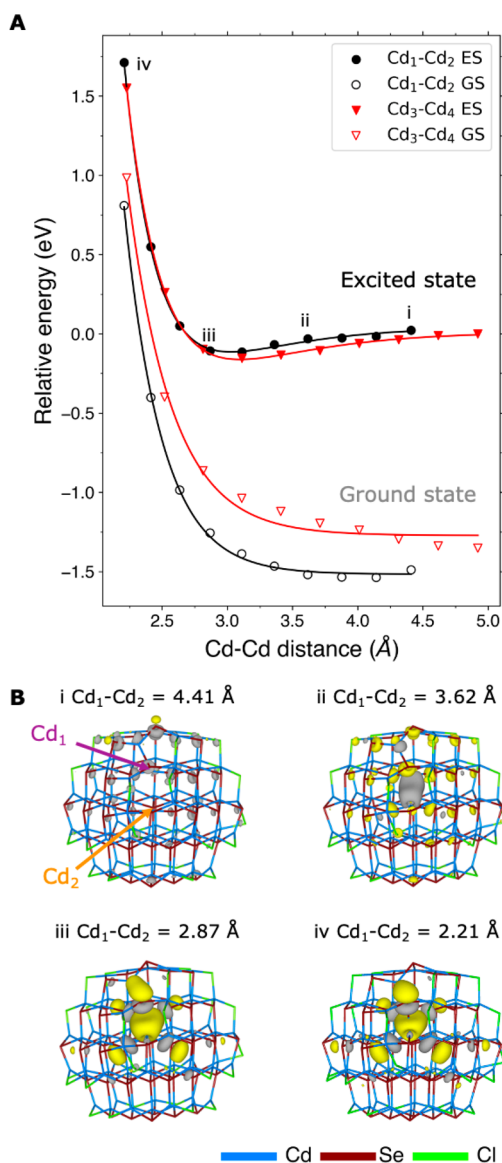 A
Cd₁-Cd₂ ES
Cd₁-Cd₂ GS
Cd₃-Cd₄ ES
Cd₃-Cd₄ GS
iv
iii
ii
i
Excited state
Ground state
1.5
1.0
0.5
0.0
−0.5
−1.0
−1.5
Relative energy (eV)
2.5 3.0 3.5 4.0 4.5 5.0
Cd-Cd distance (Å)
B
i Cd₁-Cd₂ = 4.41 Å
ii Cd₁-Cd₂ = 3.62 Å
Cd₁
Cd₂
iii Cd₁-Cd₂ = 2.87 Å
iv Cd₁-Cd₂ = 2.21 Å
Cd Se Cl